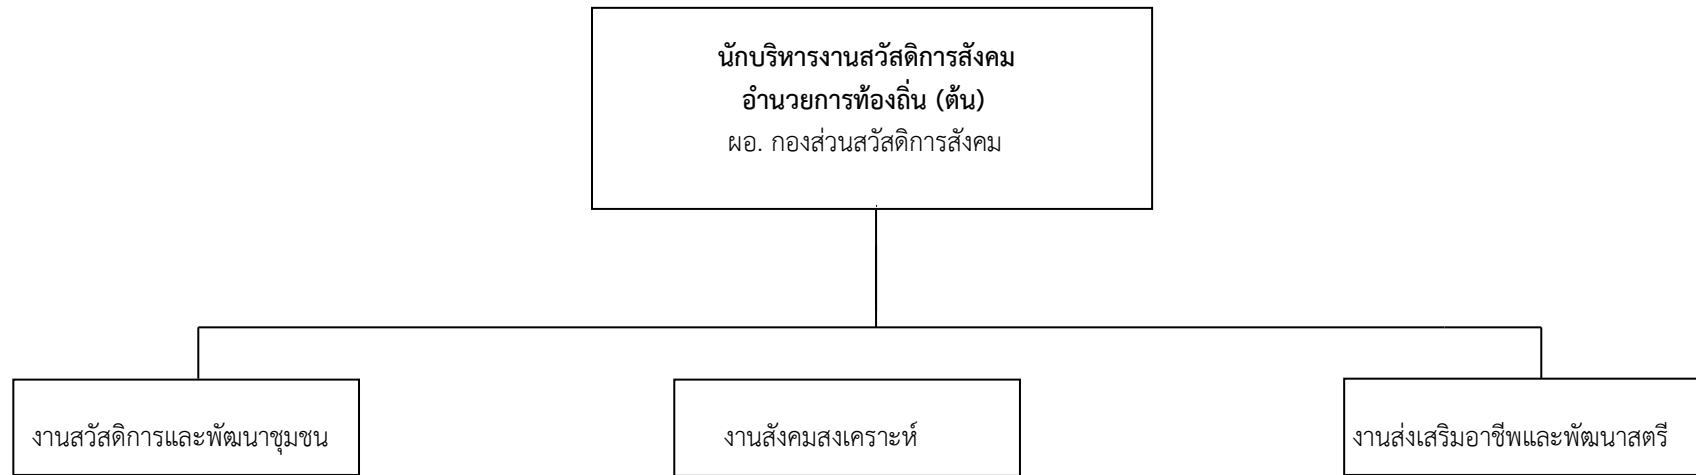 นักบริหารงานสวัสดิการสังคม
อำนวยการท้องถิ่น (ต้น)
ผอ. กองส่วนสวัสดิการสังคม
งานสวัสดิการและพัฒนาชุมชน
งานสังคมสงเคราะห์
งานส่งเสริมอาชีพและพัฒนาสตรี